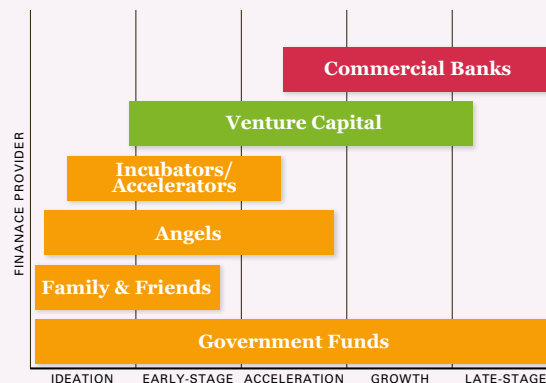 Commercial Banks
Venture Capital
Incubators/
Accelerators
Angels
Family & Friends
Government Funds
FINANACE PROVIDER
IDEATION EARLY-STAGE ACCELERATION GROWTH LATE-STAGE